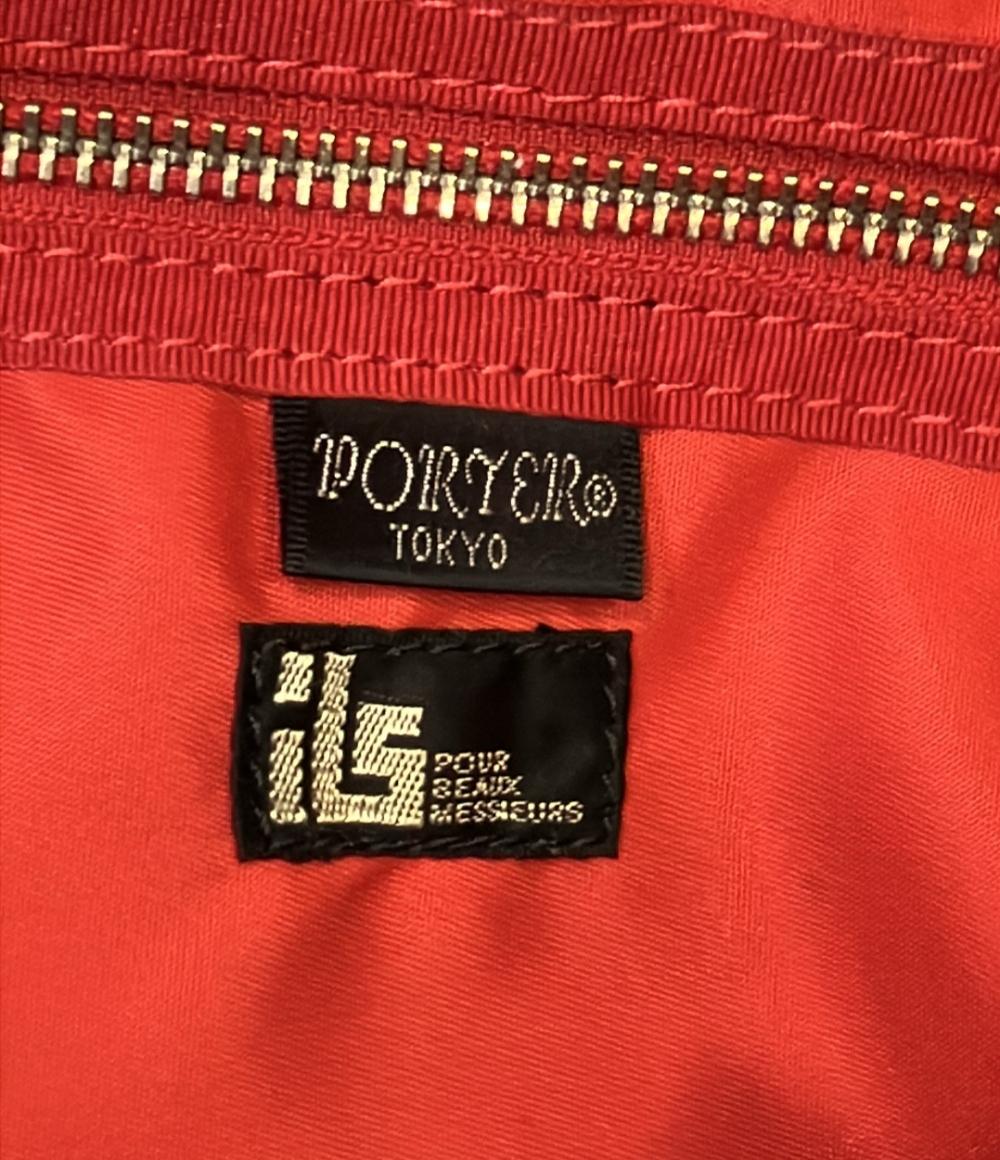 PORTER®
TOKYO
ils
POUR
BEAUX
MESSIEURS